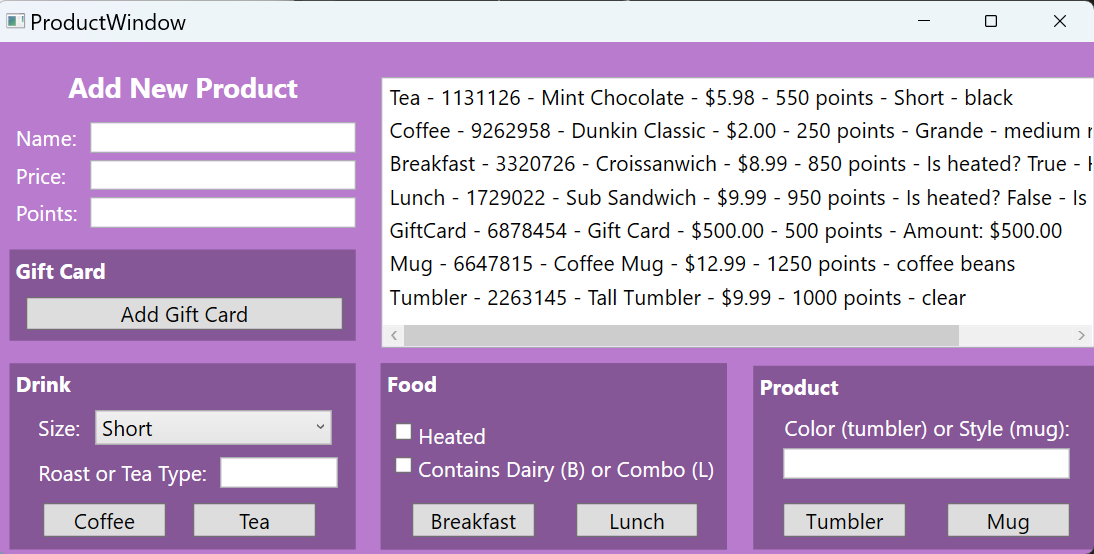 ProductWindow
Add New Product
Name:
Price:
Points:
Gift Card
Add Gift Card
Tea - 1131126 - Mint Chocolate - $5.98 - 550 points - Short - black
Coffee - 9262958 - Dunkin Classic - $2.00 - 250 points - Grande - medium
Breakfast - 3320726 - Croissanwich - $8.99 - 850 points - Is heated? True -
Lunch - 1729022 - Sub Sandwich - $9.99 - 950 points - Is heated? False - Is
GiftCard - 6878454 - Gift Card - $500.00 - 500 points - Amount: $500.00
Mug - 6647815 - Coffee Mug - $12.99 - 1250 points - coffee beans
Tumbler - 2263145 - Tall Tumbler - $9.99 - 1000 points - clear
Drink
Size: Short
Roast or Tea Type:
Coffee Tea
Food
Heated
Contains Dairy (B) or Combo (L)
Breakfast Lunch
Product
Color (tumbler) or Style (mug):
Tumbler Mug